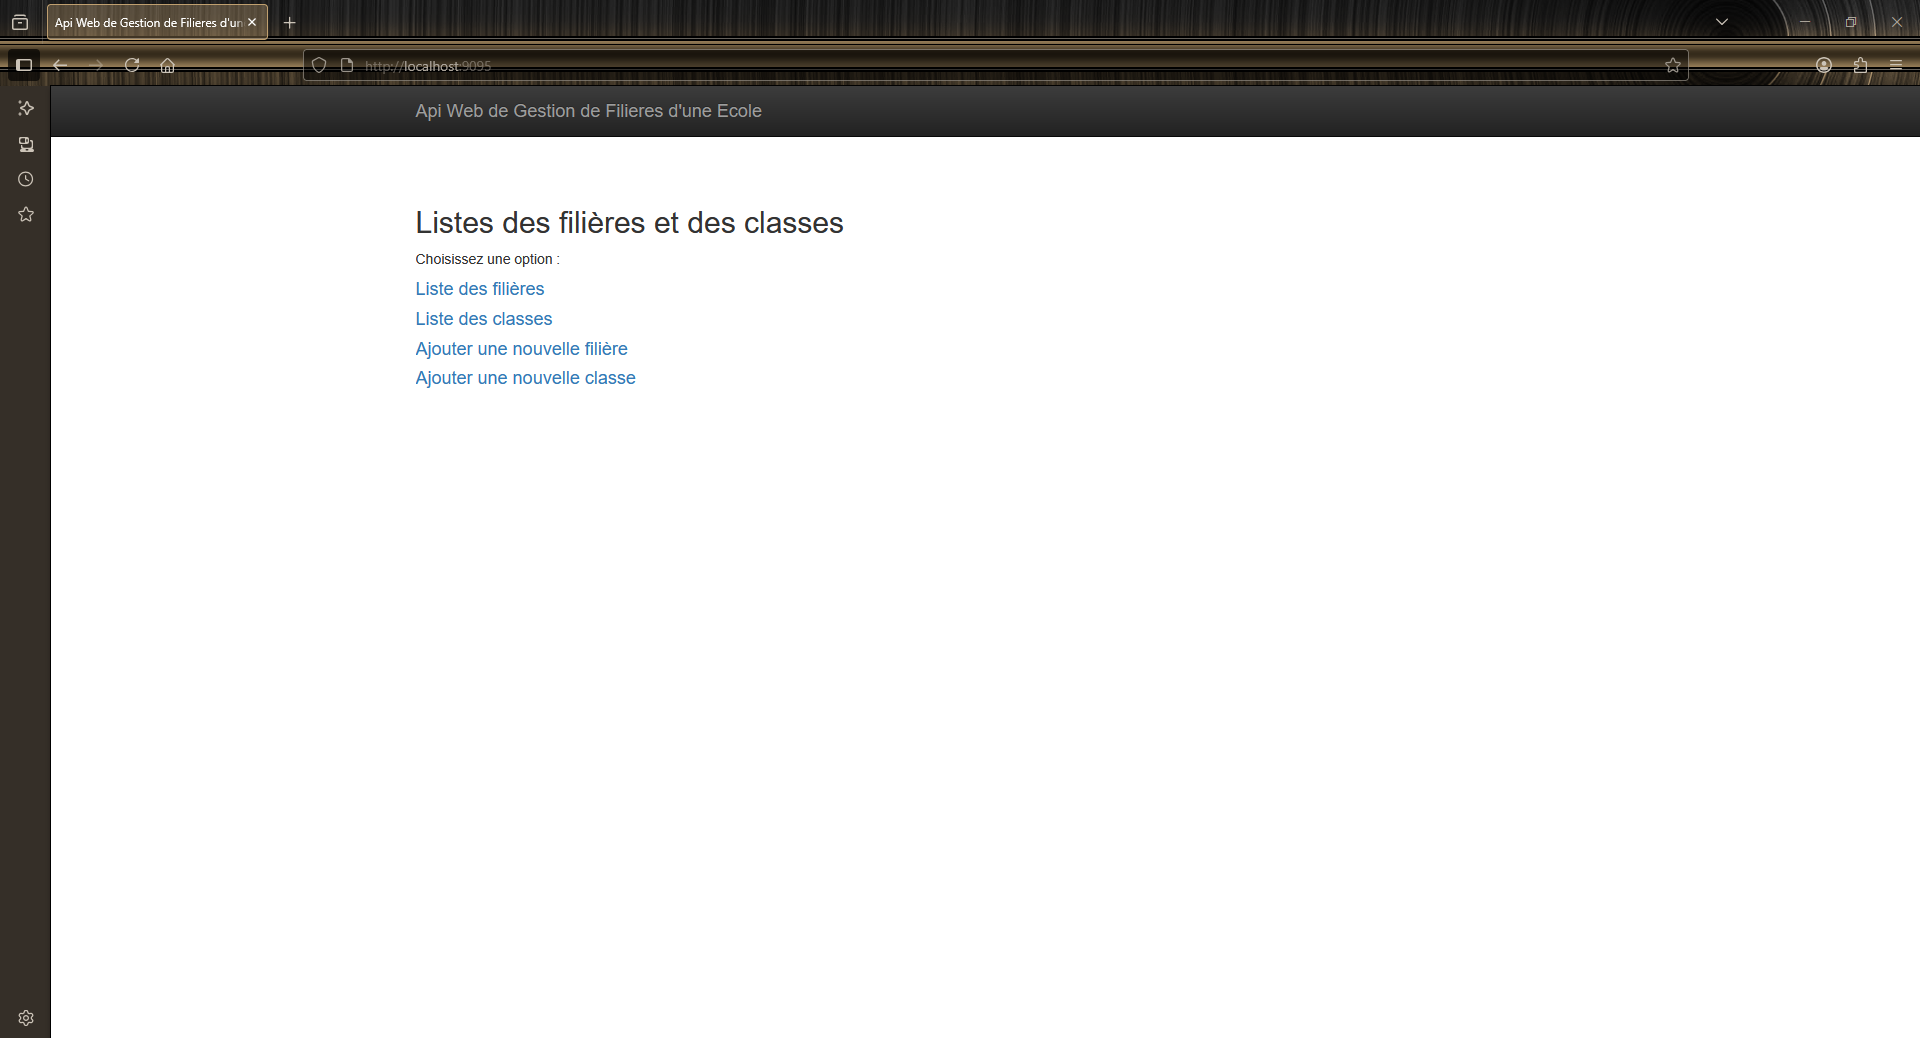 Api Web de Gestion de Filieres d'un
http://localhost:9095
Api Web de Gestion de Filieres d'une Ecole
Listes des filières et des classes
Choisissez une option :
Liste des filières
Liste des classes
Ajouter une nouvelle filière
Ajouter une nouvelle classe